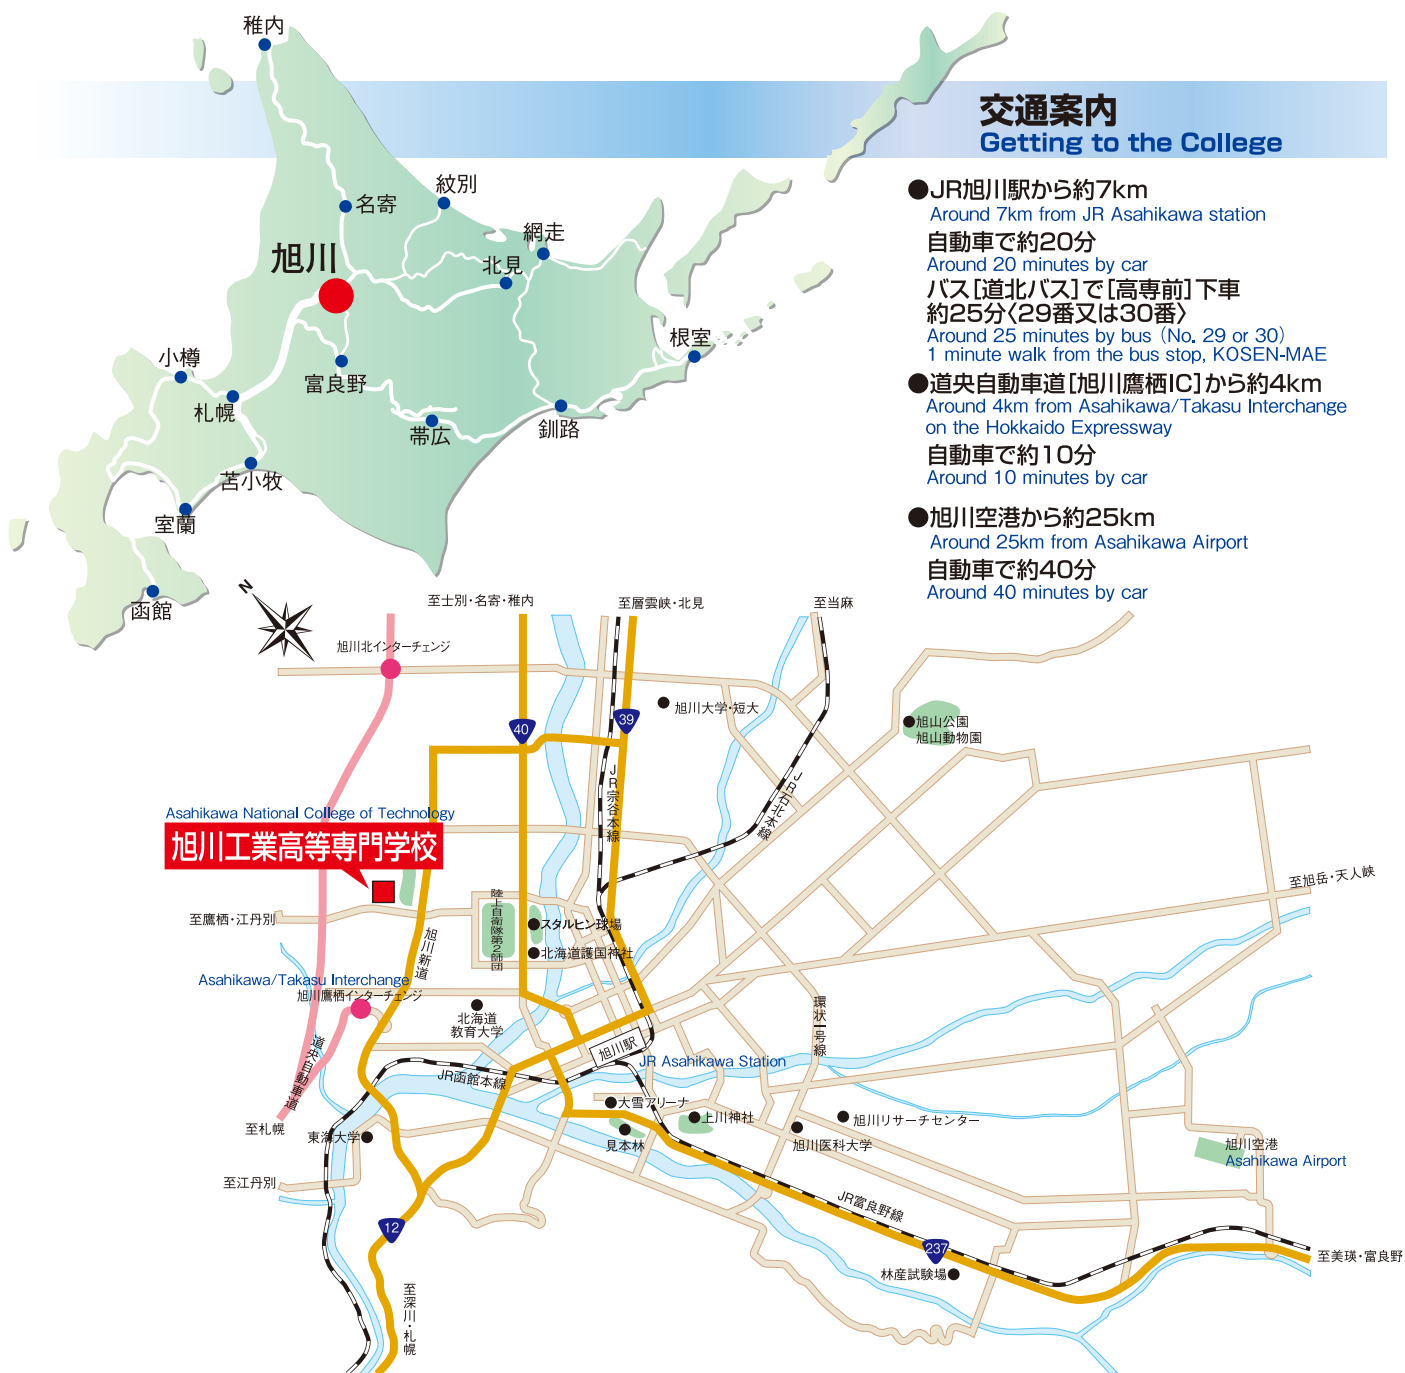 稚内
交通案内
Getting to the College
名寄
紋別
網走
北見
旭川
根室
小樽
札幌
富良野
帯広
釧路
苫小牧
室蘭
函館
●JR旭川駅から約7km
Around 7km from JR Asahikawa station
自動車で約20分
Around 20 minutes by car
バス[道北バス]で[高専前]下車
約25分〈29番又は30番〉
Around 25 minutes by bus (No. 29 or 30)
1 minute walk from the bus stop, KOSEN-MAE
●道央自動車道[旭川鷹栖IC]から約4km
Around 4km from Asahikawa/Takasu Interchange
on the Hokkaido Expressway
自動車で約10分
Around 10 minutes by car
●旭川空港から約25km
Around 25km from Asahikawa Airport
自動車で約40分
Around 40 minutes by car
N
至士別・名寄・稚内
至層雲峡・北見
至当麻
旭川北インターチェンジ
旭川大学・短大
40
39
旭山公園
旭山動物園
JR宗谷本線
JR石北本線
Asahikawa National College of Technology
旭川工業高等専門学校
至旭岳・天人峡
至鷹栖・江丹別
旭川新道
陸上自衛隊第2師団
スタルヒン球場
北海道護国神社
Asahikawa/Takasu Interchange
旭川鷹栖インターチェンジ
北海道
教育大学
環状1号線
道央自動車道
旭川駅
JR Asahikawa Station
JR函館本線
至札幌
東海大学
大雪アリーナ
見本林
上川神社
旭川医科大学
旭川リサーチセンター
旭川空港
Asahikawa Airport
至江丹別
12
JR富良野線
237
林産試験場
至美瑛・富良野
至深川・札幌